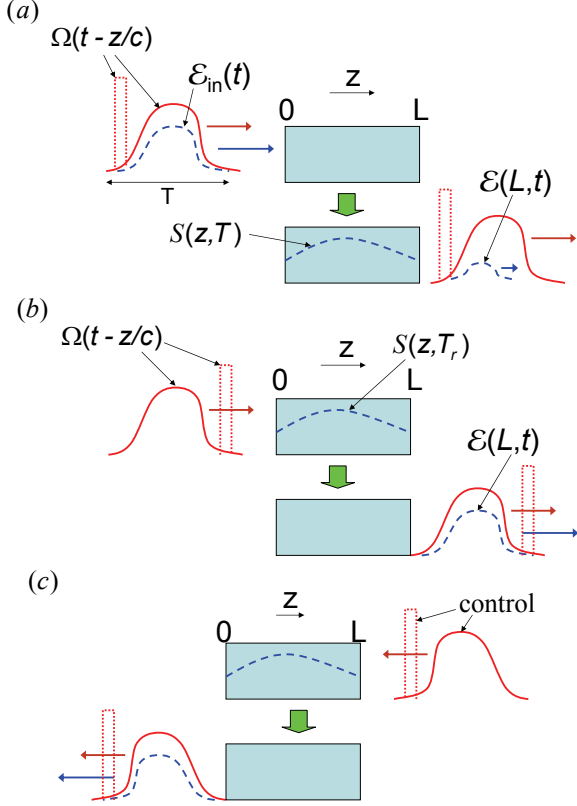 (a)
Ω(t - z/c)
ℰin(t)
z
0 L
T
ℰ(L,t)
S(z,T)
(b)
Ω(t - z/c)
z
S(z,Tr)
0 L
ℰ(L,t)
(c)
z
control
0 L